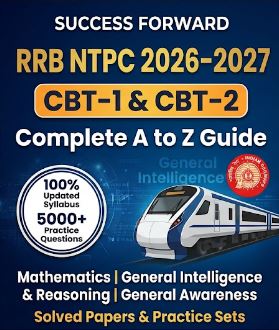 SUCCESS FORWARD
RRB NTPC 2026-2027
CBT-1 & CBT-2
Complete A to Z Guide
General
Intelligence
100%
Updated
Syllabus
5000+
Practice
Questions
Mathematics | General Intelligence
& Reasoning | General Awareness
Solved Papers & Practice Sets